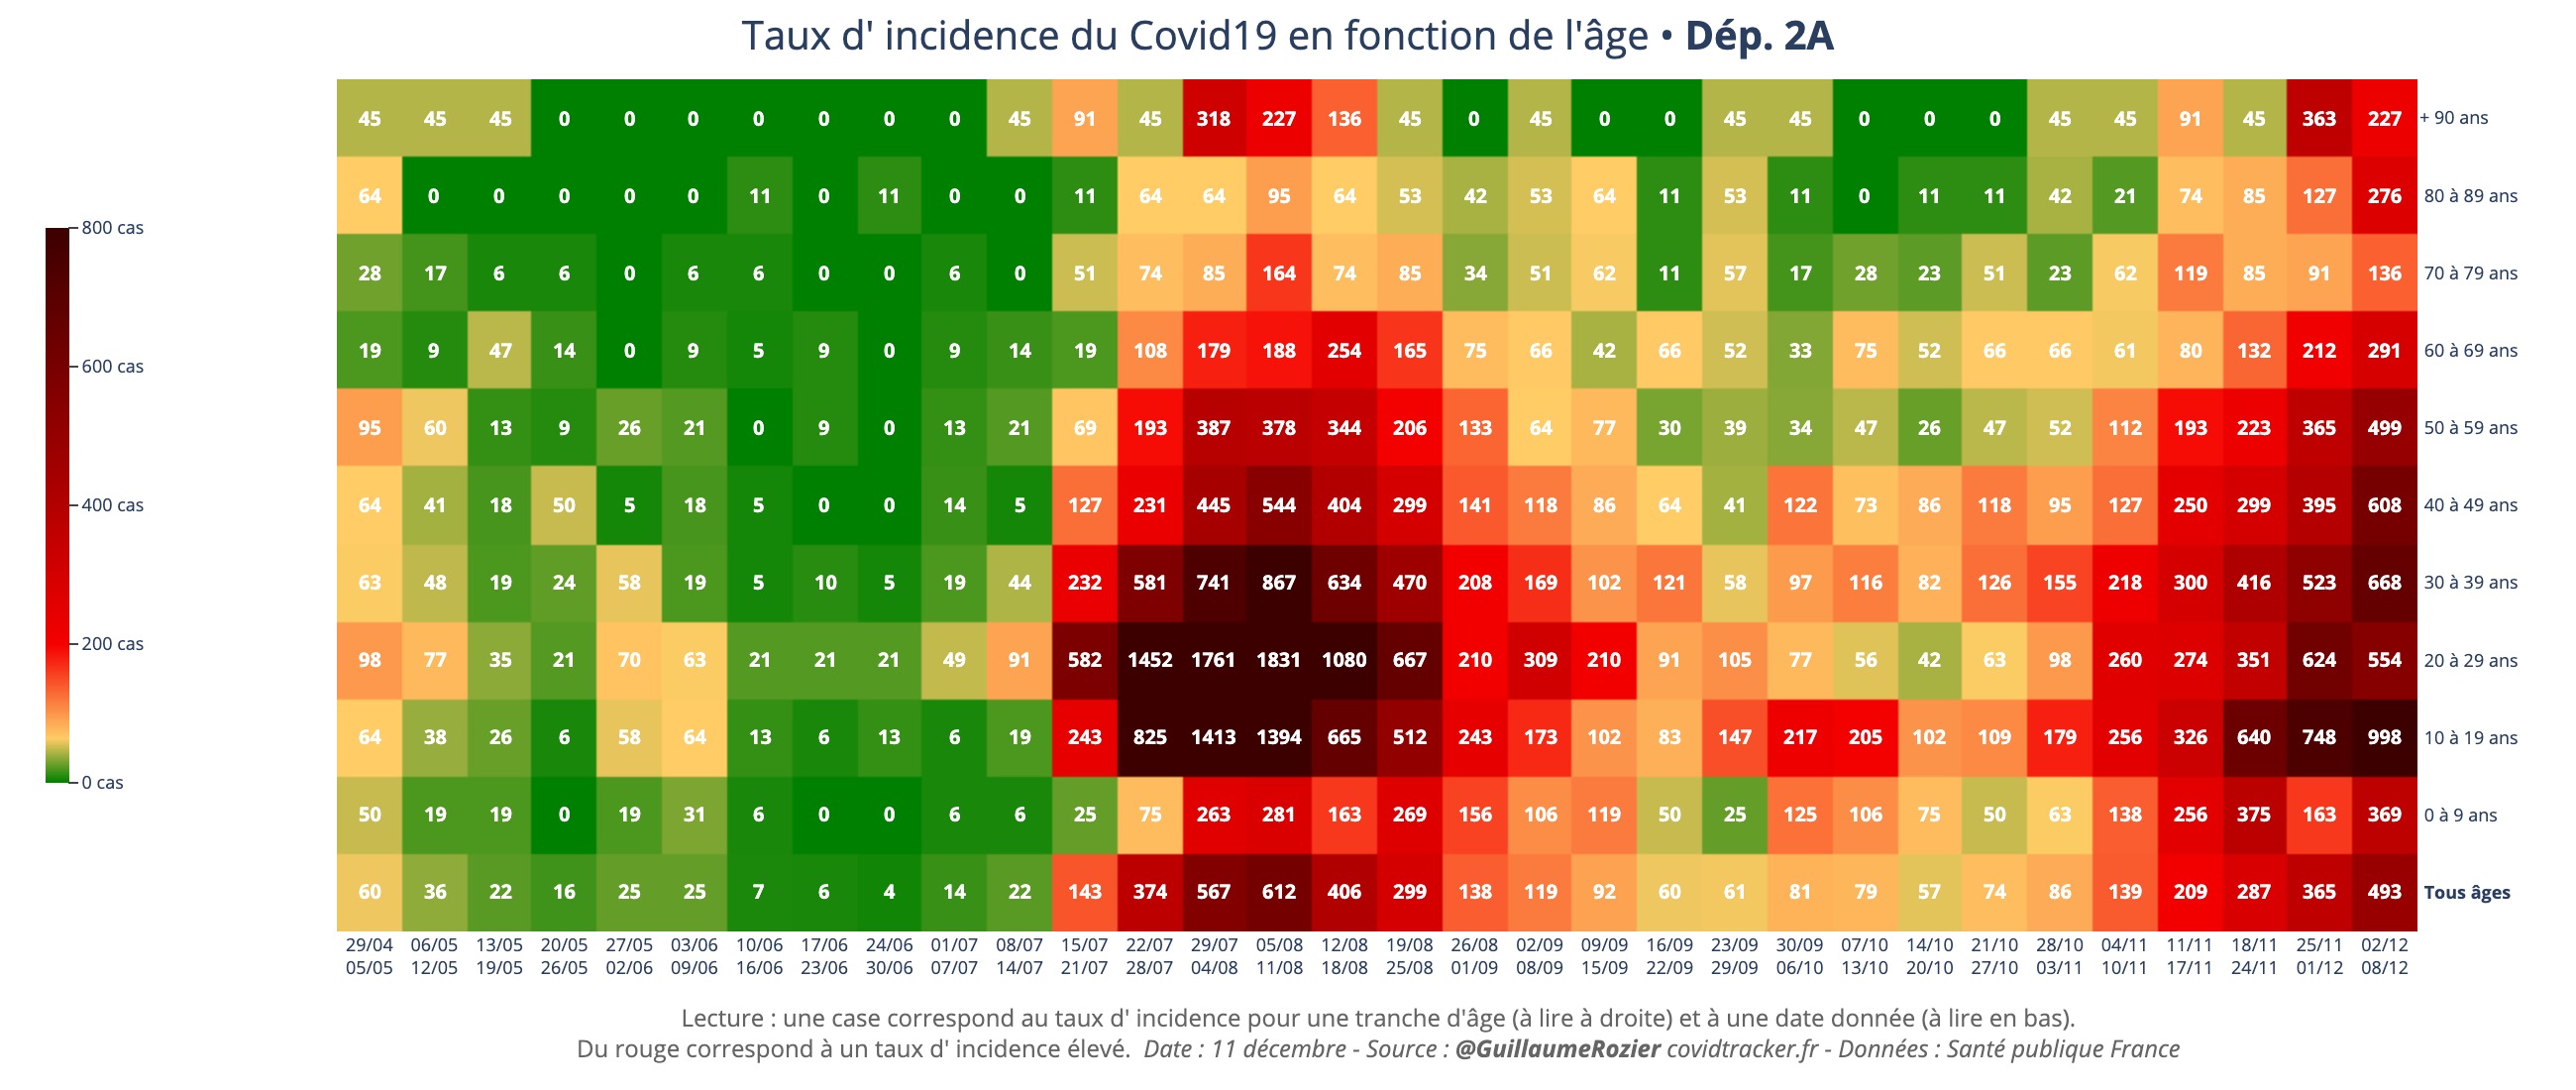 Taux d' incidence du Covid19 en fonction de l'âge • Dép. 2A
45 45 45 0 0 0 0 0 0 0 45 91 45 318 227 136 45 0 45 0 0 45 45 0 0 0 45 45 91 45 363 227 + 90 ans
64 0 0 0 0 0 11 0 11 0 0 11 64 64 95 64 53 42 53 64 11 53 11 0 11 11 42 21 74 85 127 276 80 à 89 ans
800 cas
28 17 6 6 0 6 6 0 0 6 0 51 74 85 164 74 85 34 51 62 11 57 17 28 23 51 23 62 119 85 91 136 70 à 79 ans
19 9 47 14 0 9 5 9 0 9 14 19 108 179 188 254 165 75 66 42 66 52 33 75 52 66 66 61 80 132 212 291 60 à 69 ans
600 cas
95 60 13 9 26 21 0 9 0 13 21 69 193 387 378 344 206 133 64 77 30 39 34 47 26 47 52 112 193 223 365 499 50 à 59 ans
400 cas
64 41 18 50 5 18 5 0 0 14 5 127 231 445 544 404 299 141 118 86 64 41 122 73 86 118 95 127 250 299 395 608 40 à 49 ans
63 48 19 24 58 19 5 10 5 19 44 232 581 741 867 634 470 208 169 102 121 58 97 116 82 126 155 218 300 416 523 668 30 à 39 ans
200 cas
98 77 35 21 70 63 21 21 21 49 91 582 1452 1761 1831 1080 667 210 309 210 91 105 77 56 42 63 98 260 274 351 624 554 20 à 29 ans
64 38 26 6 58 64 13 6 13 6 19 243 825 1413 1394 665 512 243 173 102 83 147 217 205 102 109 179 256 326 640 748 998 10 à 19 ans
0 cas
50 19 19 0 19 31 6 0 0 6 6 25 75 263 281 163 269 156 106 119 50 25 125 106 75 50 63 138 256 375 163 369 0 à 9 ans
60 36 22 16 25 25 7 6 4 14 22 143 374 567 612 406 299 138 119 92 60 61 81 79 57 74 86 139 209 287 365 493 Tous âges
29/04 06/05 13/05 20/05 27/05 03/06 10/06 17/06 24/06 01/07 08/07 15/07 22/07 29/07 05/08 12/08 19/08 26/08 02/09 09/09 16/09 23/09 30/09 07/10 14/10 21/10 28/10 04/11 11/11 18/11 25/11 02/12
05/05 12/05 19/05 26/05 02/06 09/06 16/06 23/06 30/06 07/07 14/07 21/07 28/07 04/08 11/08 18/08 25/08 01/09 08/09 15/09 22/09 29/09 06/10 13/10 20/10 27/10 03/11 10/11 17/11 24/11 01/12 08/12
Lecture : une case correspond au taux d' incidence pour une tranche d'âge (à lire à droite) et à une date donnée (à lire en bas).
Du rouge correspond à un taux d' incidence élevé. Date : 11 décembre - Source : @GuillaumeRozier covidtracker.fr - Données : Santé publique France